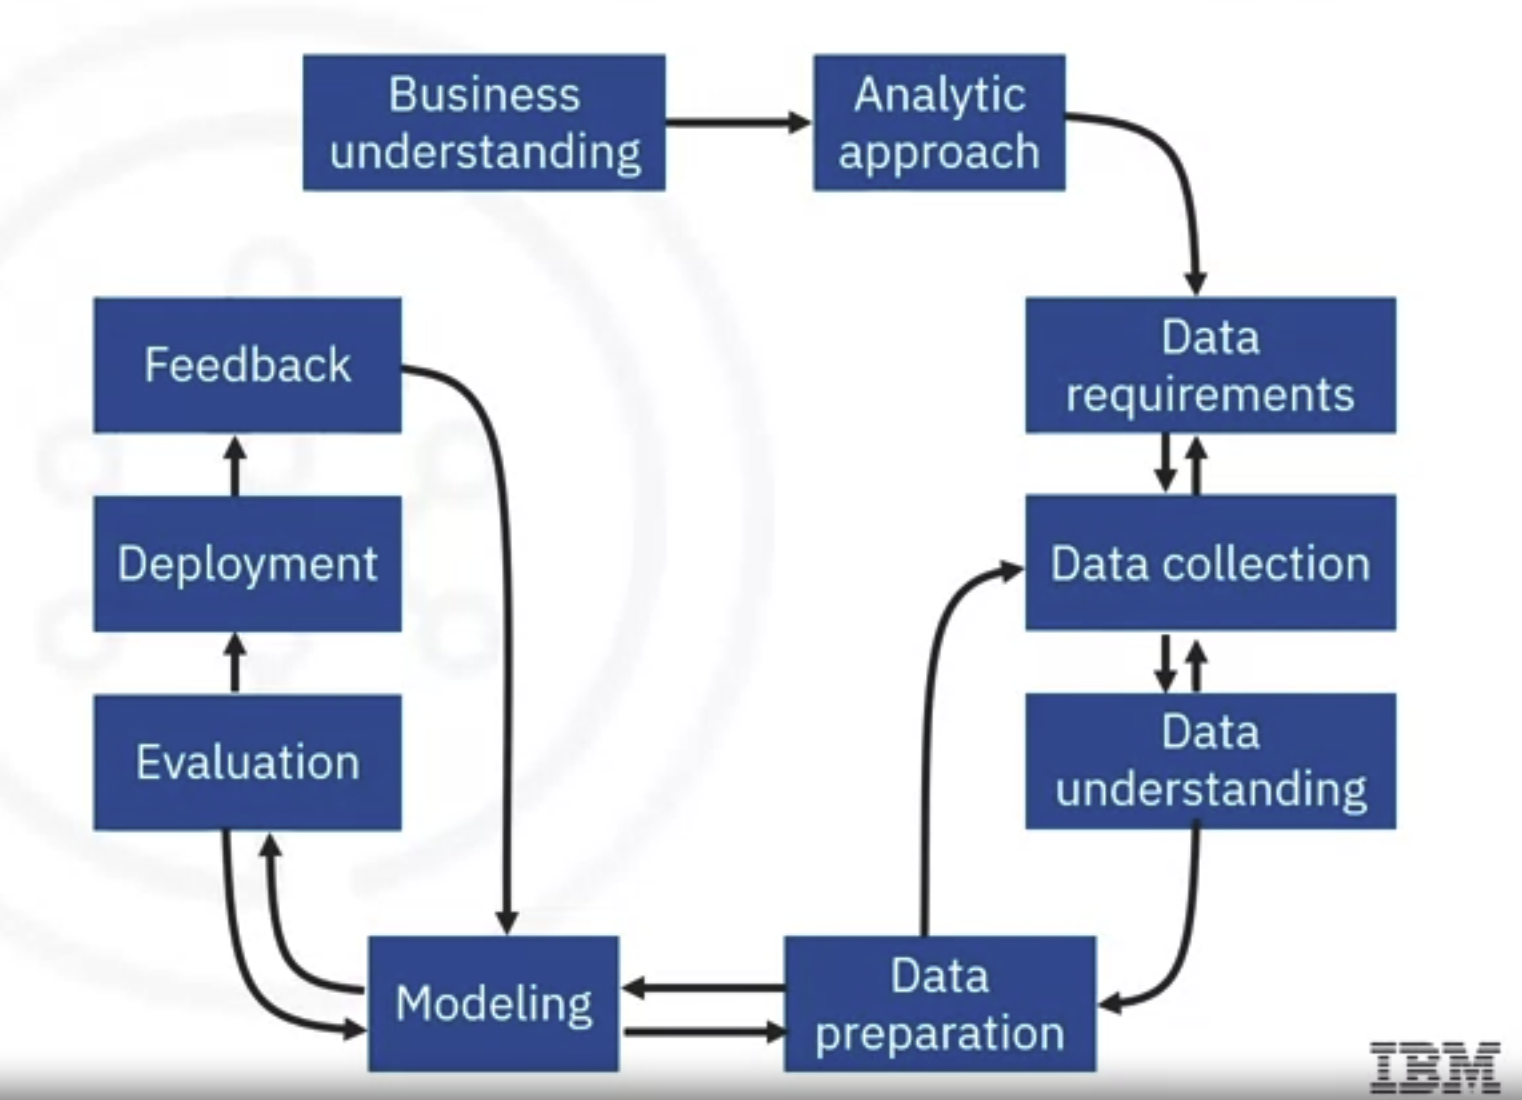 Business
understanding
Analytic
approach
Feedback
Data
requirements
Deployment
Data collection
Evaluation
Data
understanding
Modeling
Data
preparation
IBM